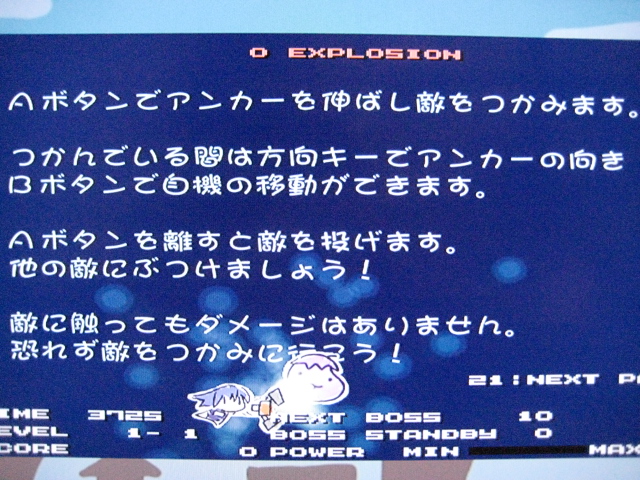 0 EXPLOSION
Aボタンでアンカーを伸ばし敵をつかみます。
つかんでいる間は方向キーでアンカーの向き
Bボタンで自機の移動ができます。
Aボタンを離すと敵を投げます。
他の敵にぶつけましょう!
敵に触ってもダメージはありません。
恐れず敵をつかみに行こう!
21:NEXT PA
IME 3725 NEXT BOSS 10
EVEL 1- 1 BOSS STANDBY 0
CORE 0 POWER MIN MAX